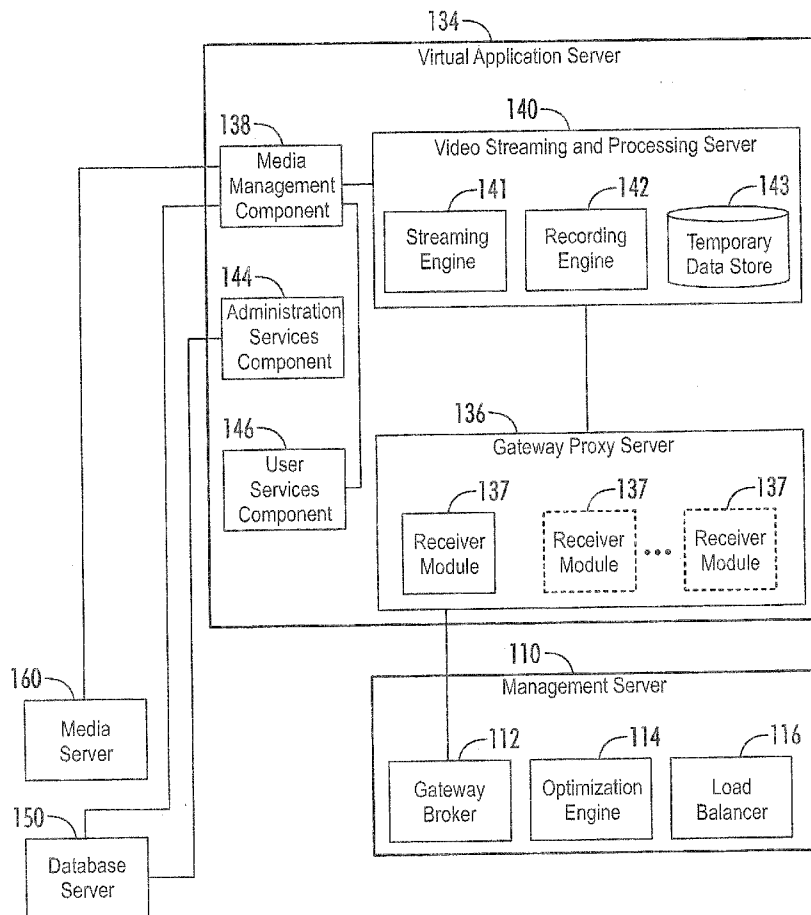 134
Virtual Application Server
138
Media
Management
Component
140
Video Streaming and Processing Server
141
Streaming
Engine
142
Recording
Engine
143
Temporary
Data Store
144
Administration
Services
Component
146
User
Services
Component
136
Gateway Proxy Server
137
Receiver
Module
137
Receiver
Module
137
Receiver
Module
160
Media
Server
150
Database
Server
110
Management Server
112
Gateway
Broker
114
Optimization
Engine
116
Load
Balancer